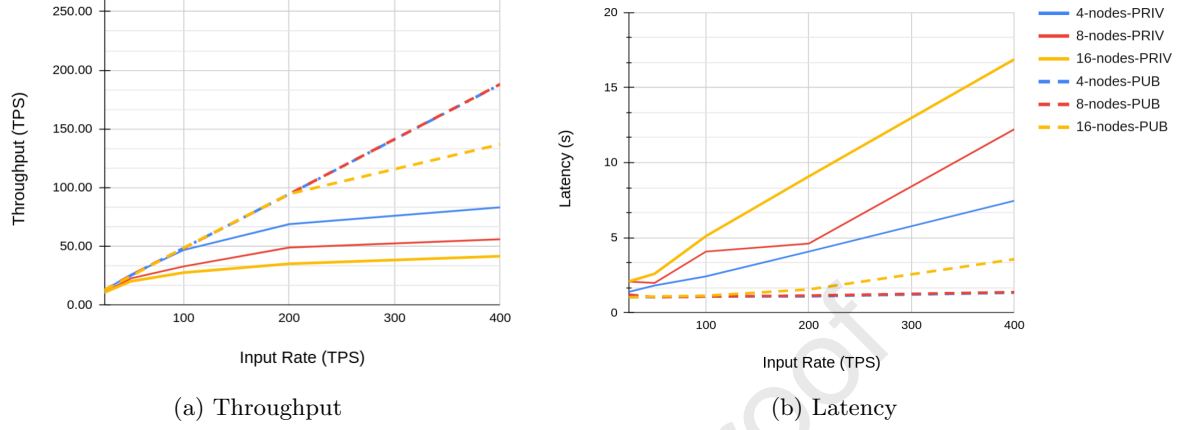 250.00
200.00
150.00
100.00
50.00
0.00
Throughput (TPS)
100
200
300
400
Input Rate (TPS)
(a) Throughput
20
15
10
5
0
Latency (s)
100
200
300
400
Input Rate (TPS)
(b) Latency
4-nodes-PRIV
8-nodes-PRIV
16-nodes-PRIV
4-nodes-PUB
8-nodes-PUB
16-nodes-PUB
roof